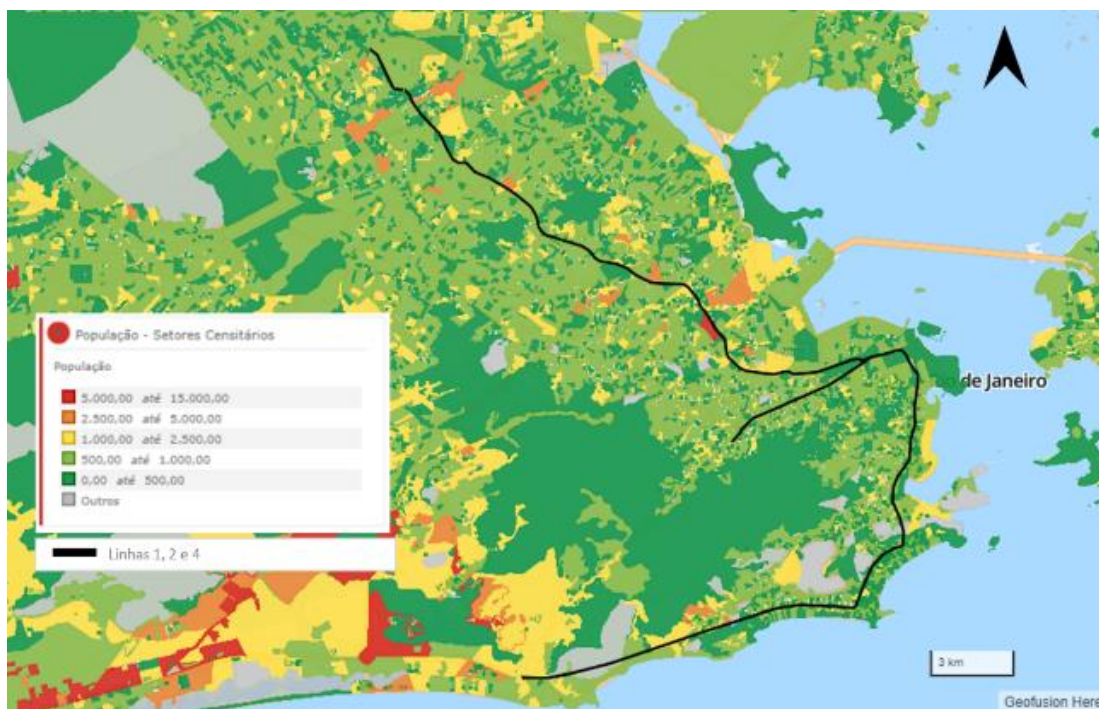 de Janeiro
População - Setores Censitários
População
5.000,00 até 15.000,00
2.500,00 até 5.000,00
1.000,00 até 2.500,00
500,00 até 1.000,00
0,00 até 500,00
Outros
Linhas 1, 2 e 4
3 km
Geofusion Here